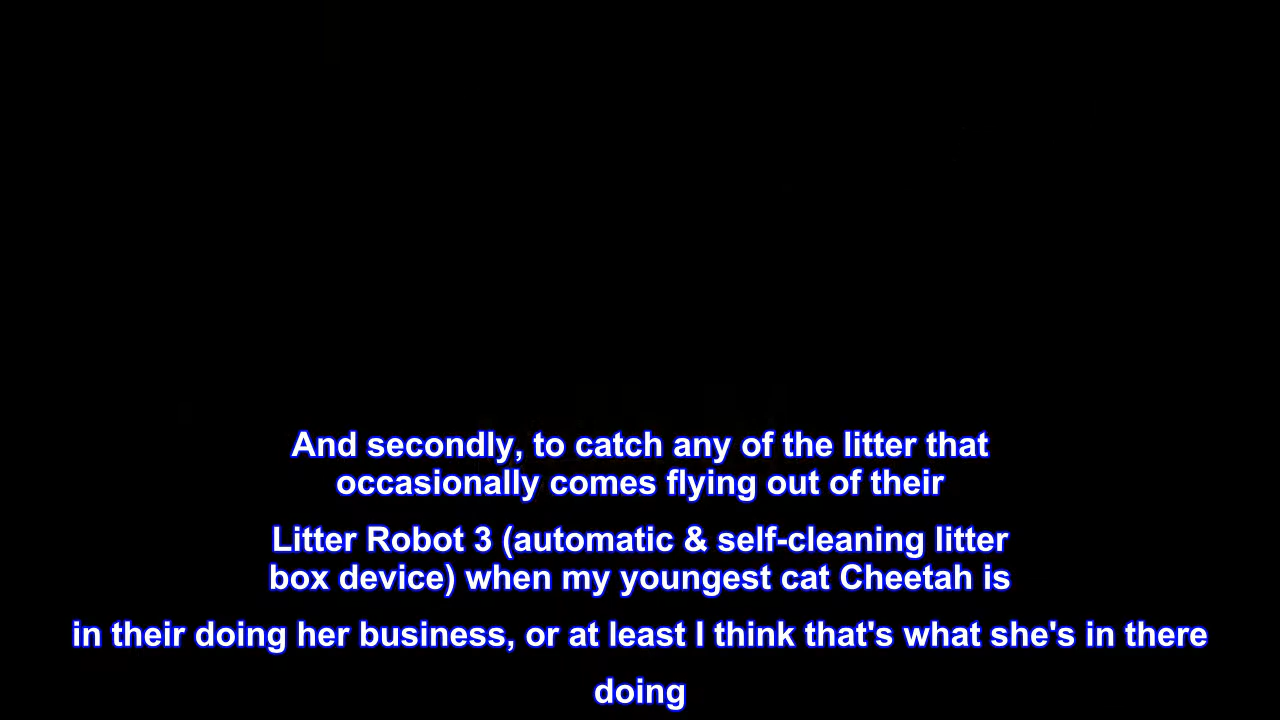 And secondly, to catch any of the litter that
occasionally comes flying out of their
Litter Robot 3 (automatic & self-cleaning litter
box device) when my youngest cat Cheetah is
in their doing her business, or at least I think that's what she's in there
doing